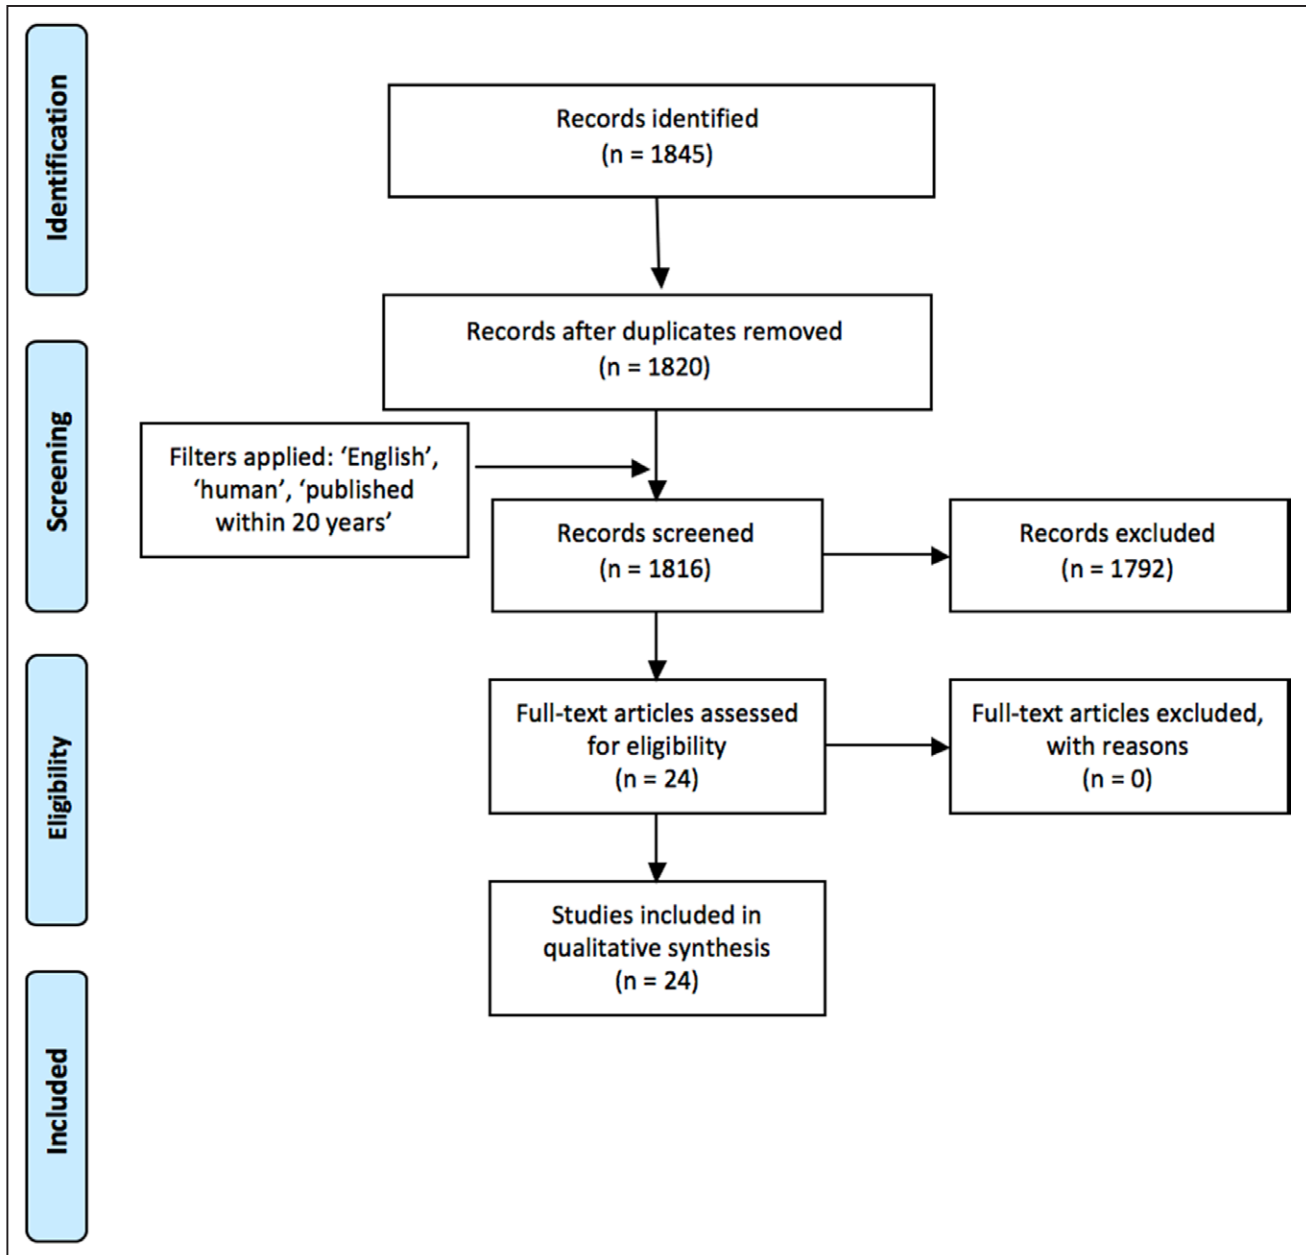 Identification
Records identified
(n = 1845)
Records after duplicates removed
(n = 1820)
Screening
Filters applied: ‘English’,
‘human’, ‘published
within 20 years’
Records screened
(n = 1816)
Records excluded
(n = 1792)
Eligibility
Full-text articles assessed
for eligibility
(n = 24)
Full-text articles excluded,
with reasons
(n = 0)
Studies included in
qualitative synthesis
(n = 24)
Included